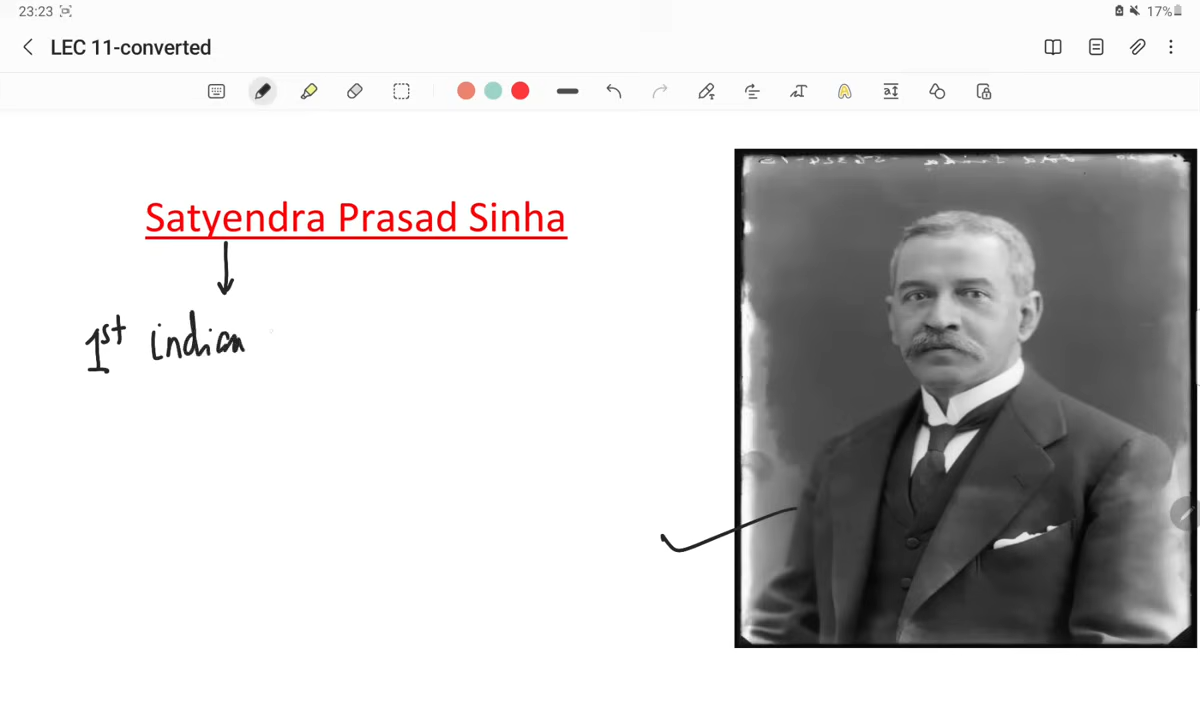 23:23
17%
LEC 11-converted
Satyendra Prasad Sinha
1st indian